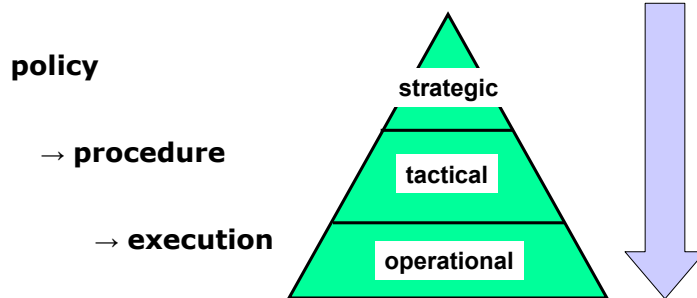 policy
strategic
→ procedure
tactical
→ execution
operational